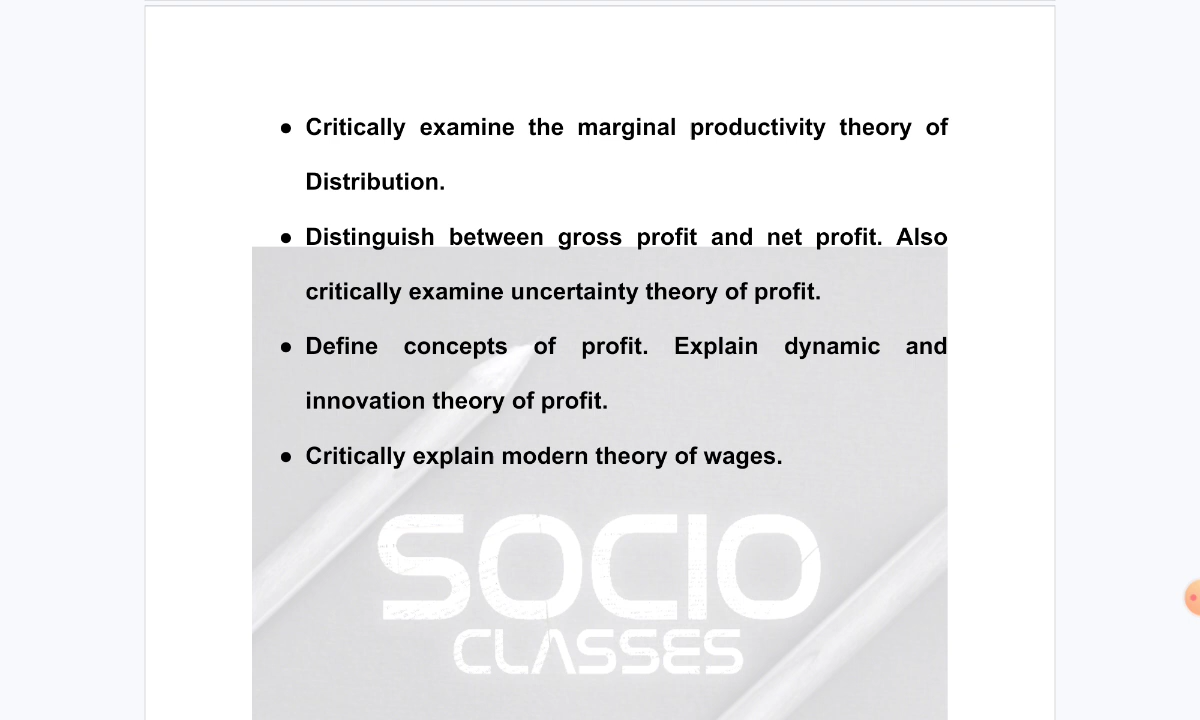 ● Critically examine the marginal productivity theory of
Distribution.
● Distinguish between gross profit and net profit. Also
critically examine uncertainty theory of profit.
● Define concepts of profit. Explain dynamic and
innovation theory of profit.
● Critically explain modern theory of wages.
SOCIO
CLASSES